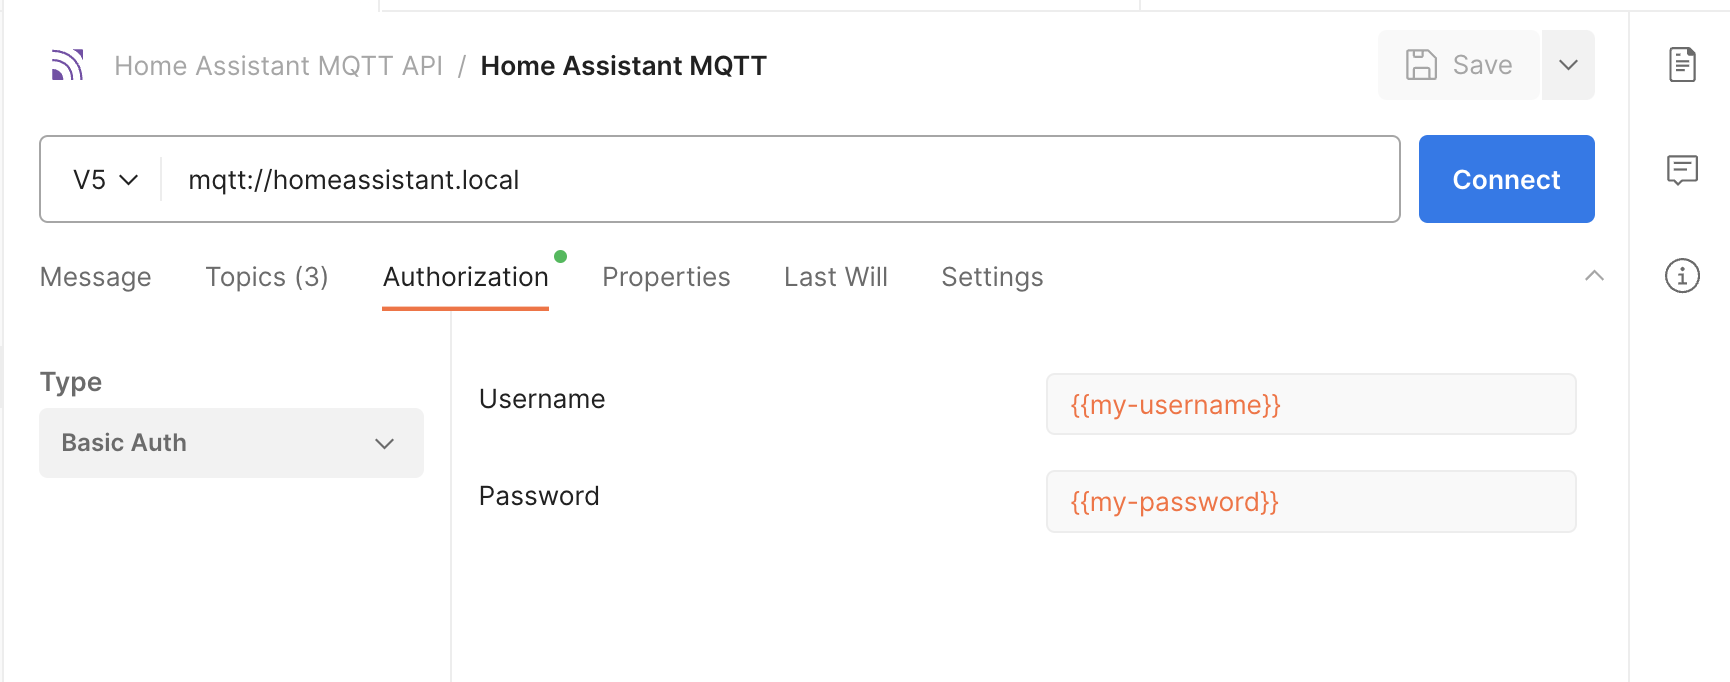 Home Assistant MQTT API / Home Assistant MQTT
Save
V5
mqtt://homeassistant.local
Connect
Message
Topics (3)
Authorization
Properties
Last Will
Settings
Type
Basic Auth
Username
{{my-username}}
Password
{{my-password}}